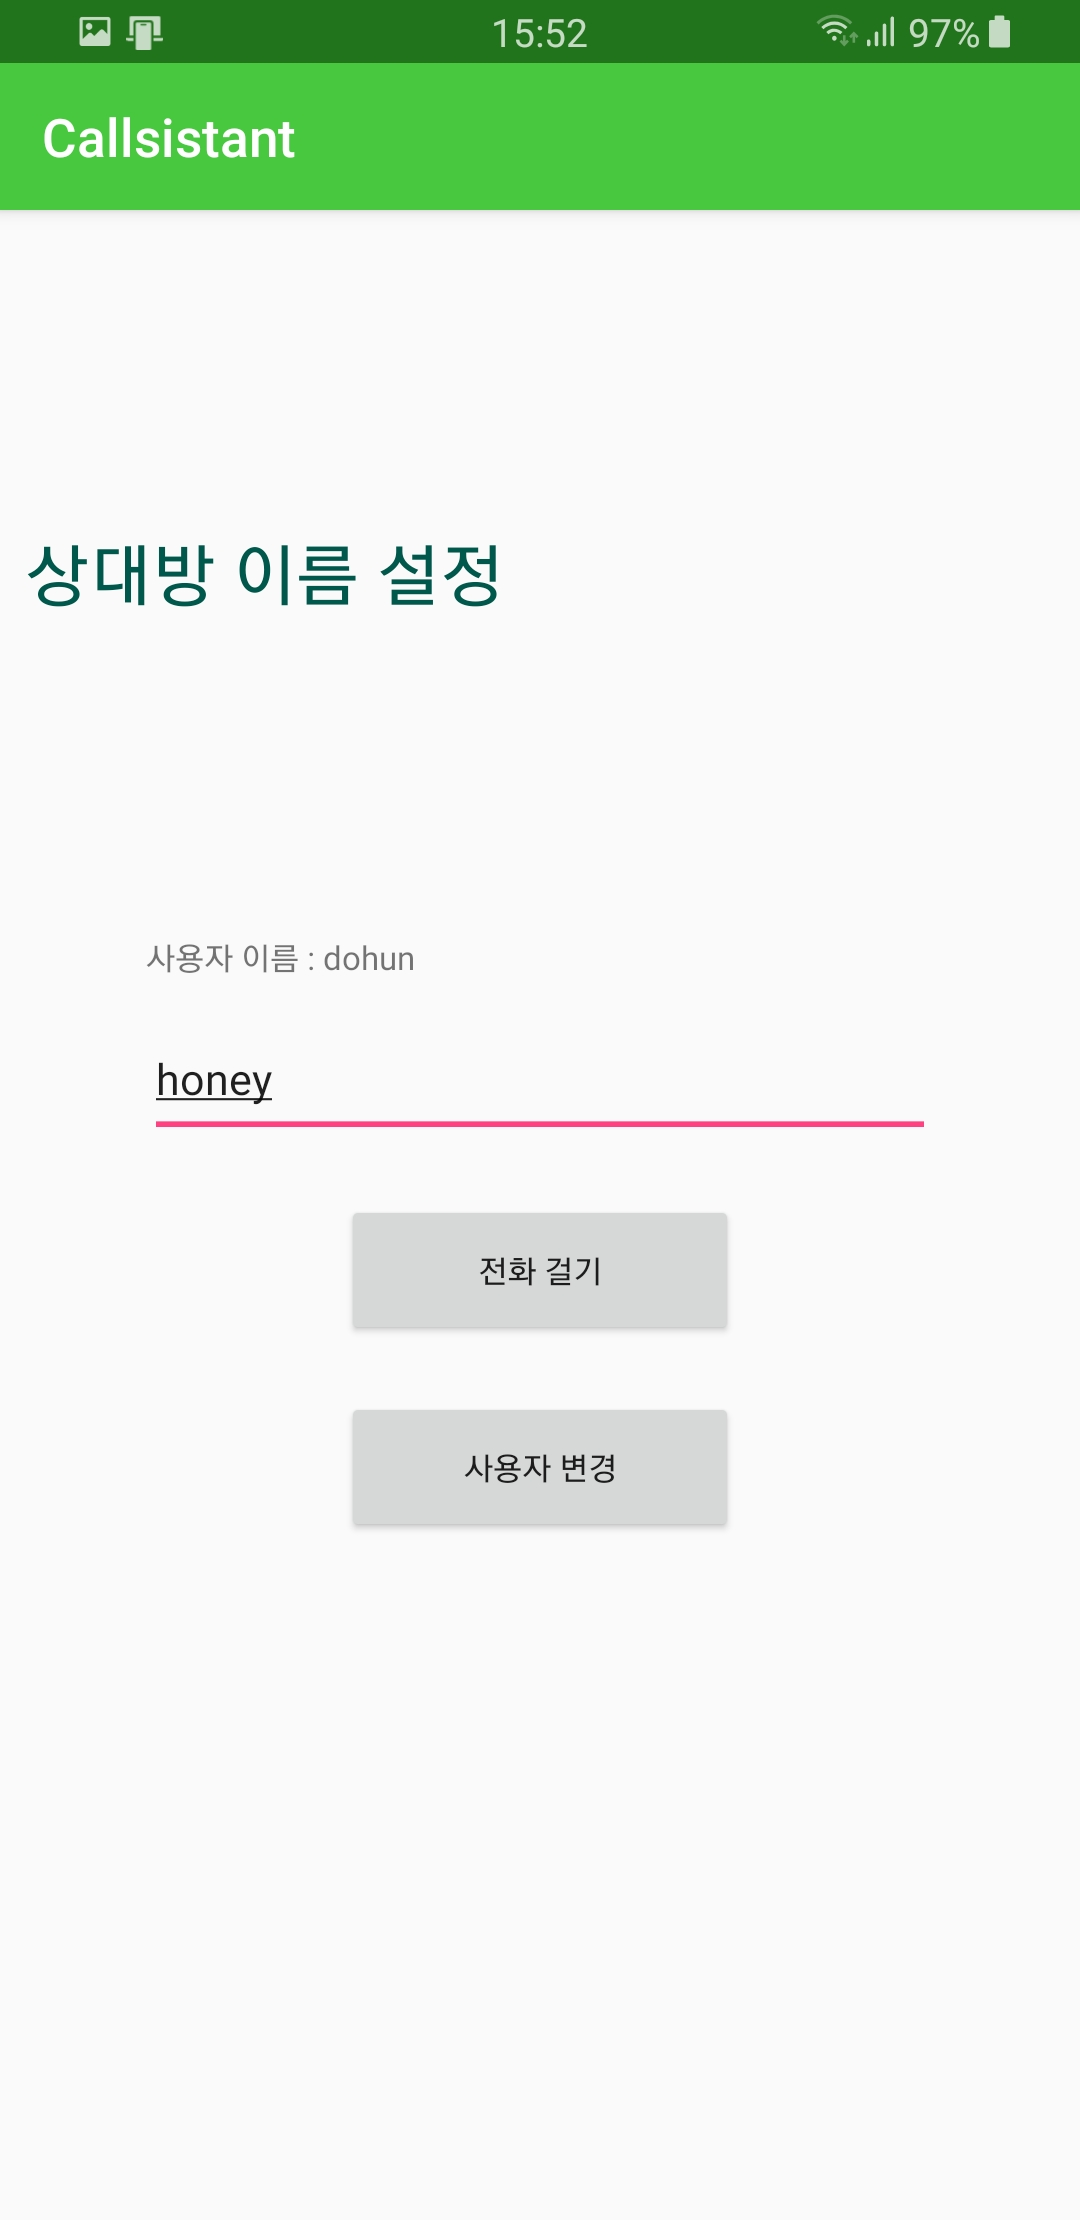 15:52
97%
Callsistant
상대방 이름 설정
사용자 이름 : dohun
honey
전화 걸기
사용자 변경